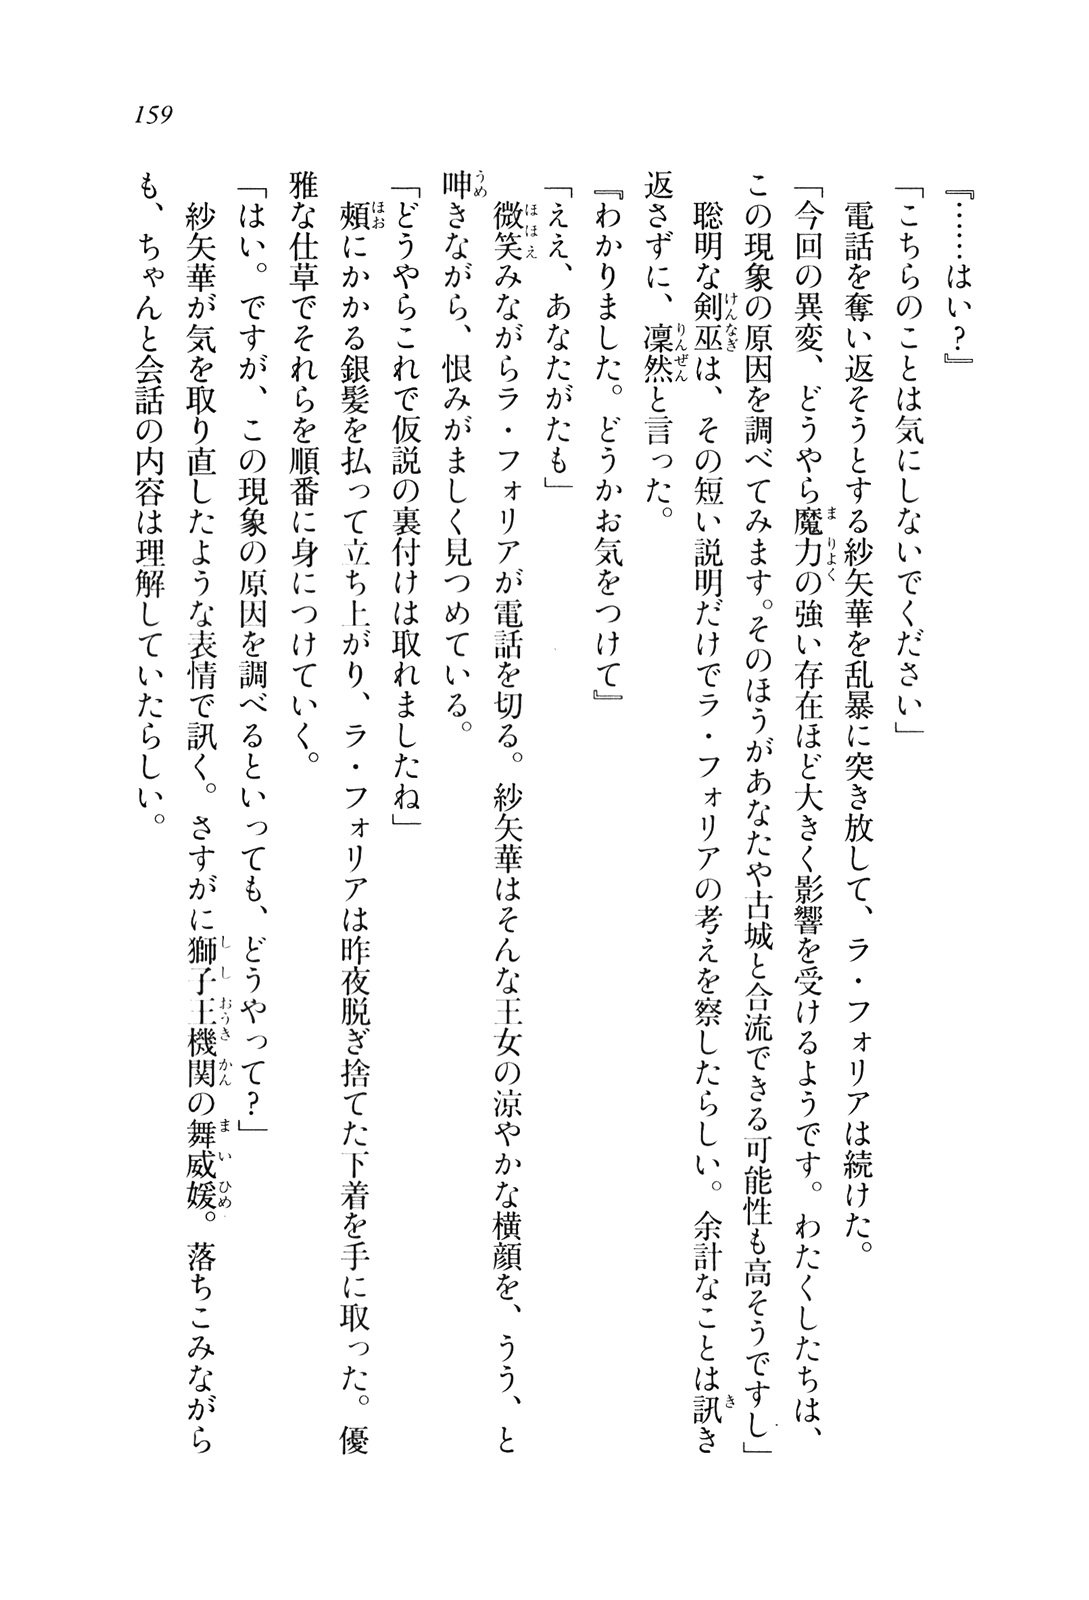 159
『……はい?』
「こちらのことは気にしないでください」
　電話を奪い返そうとする紗矢華を乱暴に突き放して、ラ・フォリアは続けた。
「今回の異変、どうやら魔力の強い存在ほど大きく影響を受けるようです。わたくしたちは、
この現象の原因を調べてみます。そのほうがあなたや古城と合流できる可能性も高そうですし」
　聡明な剣巫は、その短い説明だけでラ・フォリアの考えを察したらしい。余計なことは訊き
返さずに、凜然と言った。
『わかりました。どうかお気をつけて』
「ええ、あなたがたも」
　微笑みながらラ・フォリアが電話を切る。紗矢華はそんな王女の涼やかな横顔を、うう、と
呻きながら、恨みがましく見つめている。
「どうやらこれで仮説の裏付けは取れましたね」
　頰にかかる銀髪を払って立ち上がり、ラ・フォリアは昨夜脱ぎ捨てた下着を手に取った。優
雅な仕草でそれらを順番に身につけていく。
「はい。ですが、この現象の原因を調べるといっても、どうやって?」
　紗矢華が気を取り直したような表情で訊く。さすがに獅子王機関の舞威媛。落ちこみながら
も、ちゃんと会話の内容は理解していたらしい。